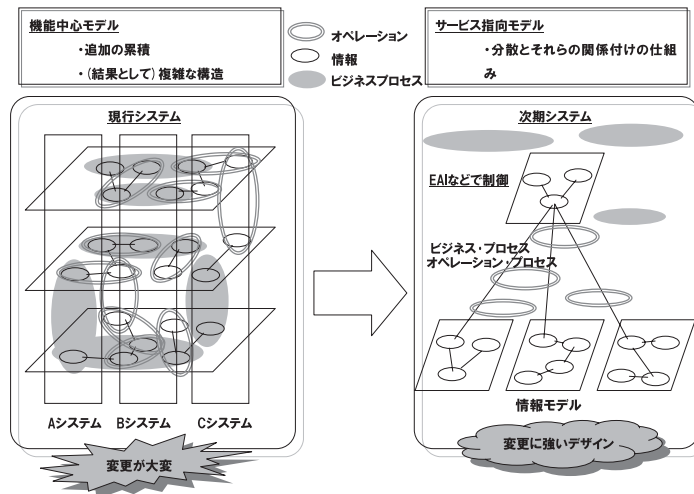 機能中心モデル
・追加の累積
・(結果として)複雑な構造
オペレーション
情報
ビジネスプロセス
サービス指向モデル
・分散とそれらの関係付けの仕組
み
現行システム
Aシステム
Bシステム
Cシステム
変更が大変
次期システム
EAIなどで制御
ビジネス・プロセス
オペレーション・プロセス
情報モデル
変更に強いデザイン